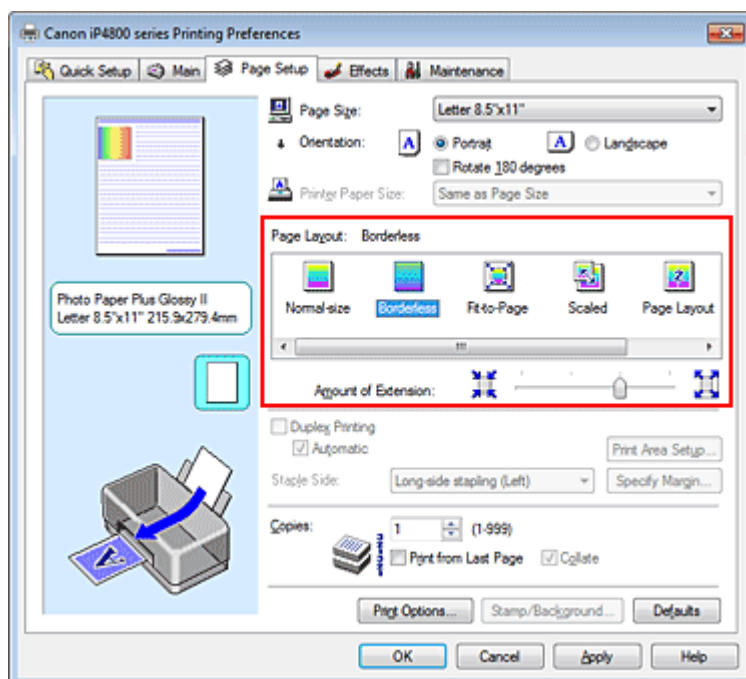 Canon iP4800 series Printing Preferences
Quick Setup Main Page Setup Effects Maintenance
Page Size: Letter 8.5"x11"
Orientation: A Portrait A Landscape
Rotate 180 degrees
Printer Paper Size: Same as Page Size
Page Layout: Borderless
Normal-size Borderless Fit-to-Page Scaled Page Layout
Photo Paper Plus Glossy II
Letter 8.5"x11" 215.9x279.4mm
Amount of Extension:
Duplex Printing
Automatic Print Area Setup...
Staple Side: Long-side stapling (Left) Specify Margin...
Copies: 1 (1-999)
Print from Last Page Collate
Print Options... Stamp/Background... Defaults
OK Cancel Apply Help